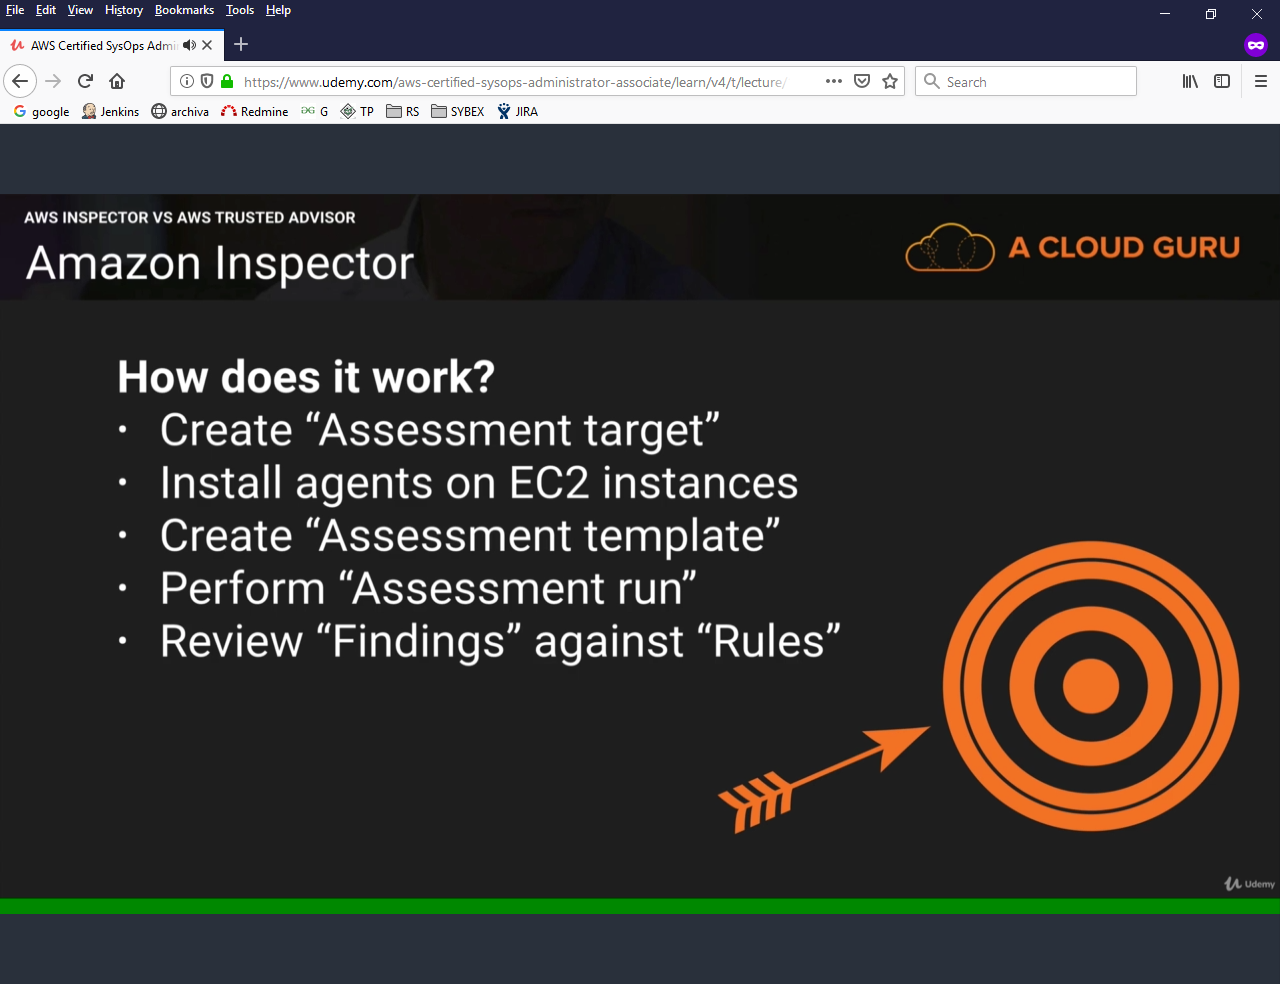 File Edit View History Bookmarks Tools Help
AWS Certified SysOps Admi
https://www.udemy.com/aws-certified-sysops-administrator-associate/learn/v4/t/lecture/
Search
google Jenkins archiva Redmine G TP RS SYBEX JIRA
AWS INSPECTOR VS AWS TRUSTED ADVISOR
Amazon Inspector
A CLOUD GURU
How does it work?
• Create “Assessment target”
• Install agents on EC2 instances
• Create “Assessment template”
• Perform “Assessment run”
• Review “Findings” against “Rules”
Udemy